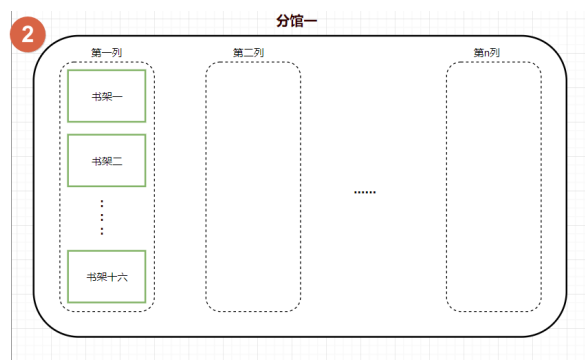 2
分馆一
第一列
第二列
第n列
书架一
书架二
......
书架十六